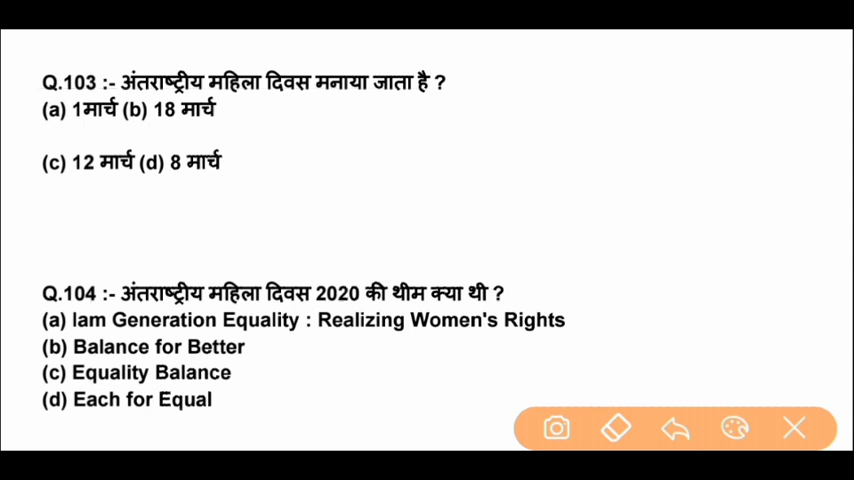 Q.103 :- अंतराष्ट्रीय महिला दिवस मनाया जाता है ?
(a) 1मार्च (b) 18 मार्च
(c) 12 मार्च (d) 8 मार्च
Q.104 :- अंतराष्ट्रीय महिला दिवस 2020 की थीम क्या थी ?
(a) Iam Generation Equality : Realizing Women's Rights
(b) Balance for Better
(c) Equality Balance
(d) Each for Equal